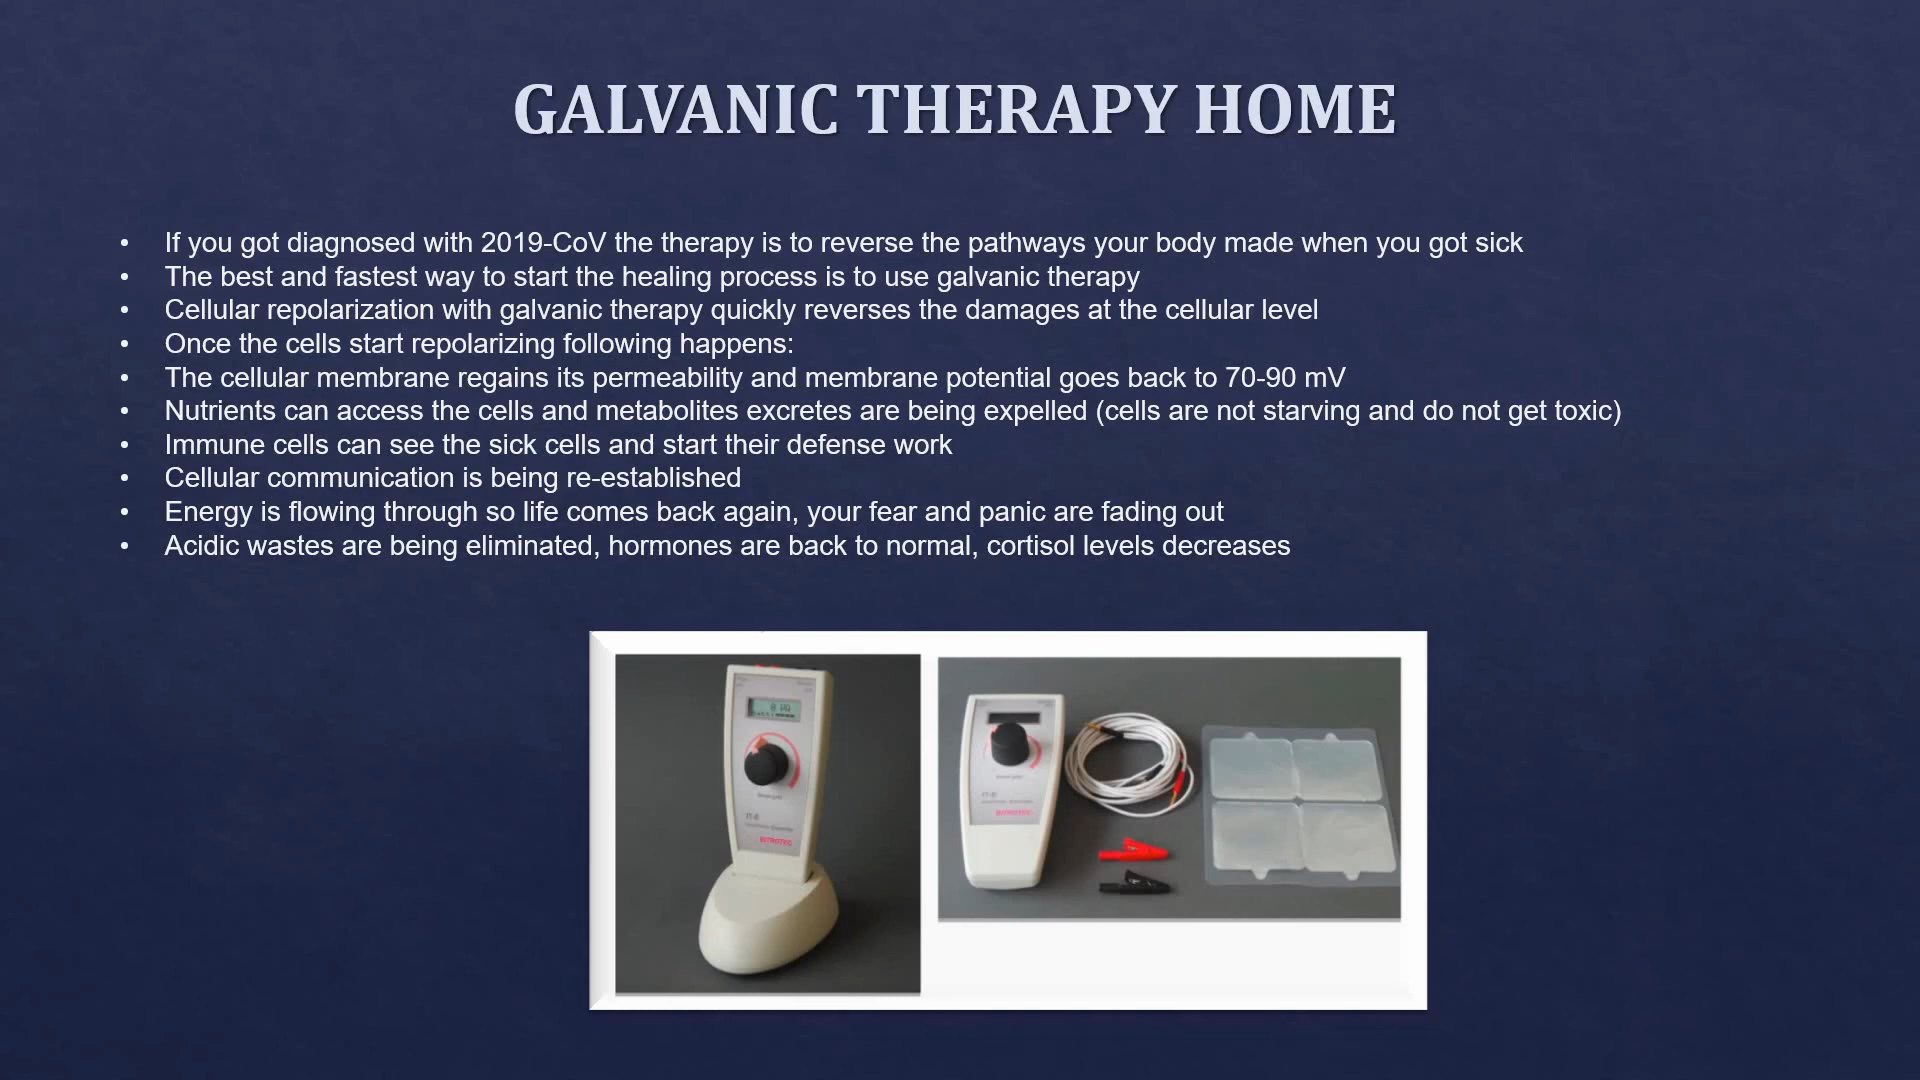 GALVANIC THERAPY HOME
• If you got diagnosed with 2019-CoV the therapy is to reverse the pathways your body made when you got sick
• The best and fastest way to start the healing process is to use galvanic therapy
• Cellular repolarization with galvanic therapy quickly reverses the damages at the cellular level
• Once the cells start repolarizing following happens:
• The cellular membrane regains its permeability and membrane potential goes back to 70-90 mV
• Nutrients can access the cells and metabolites excretes are being expelled (cells are not starving and do not get toxic)
• Immune cells can see the sick cells and start their defense work
• Cellular communication is being re-established
• Energy is flowing through so life comes back again, your fear and panic are fading out
• Acidic wastes are being eliminated, hormones are back to normal, cortisol levels decreases